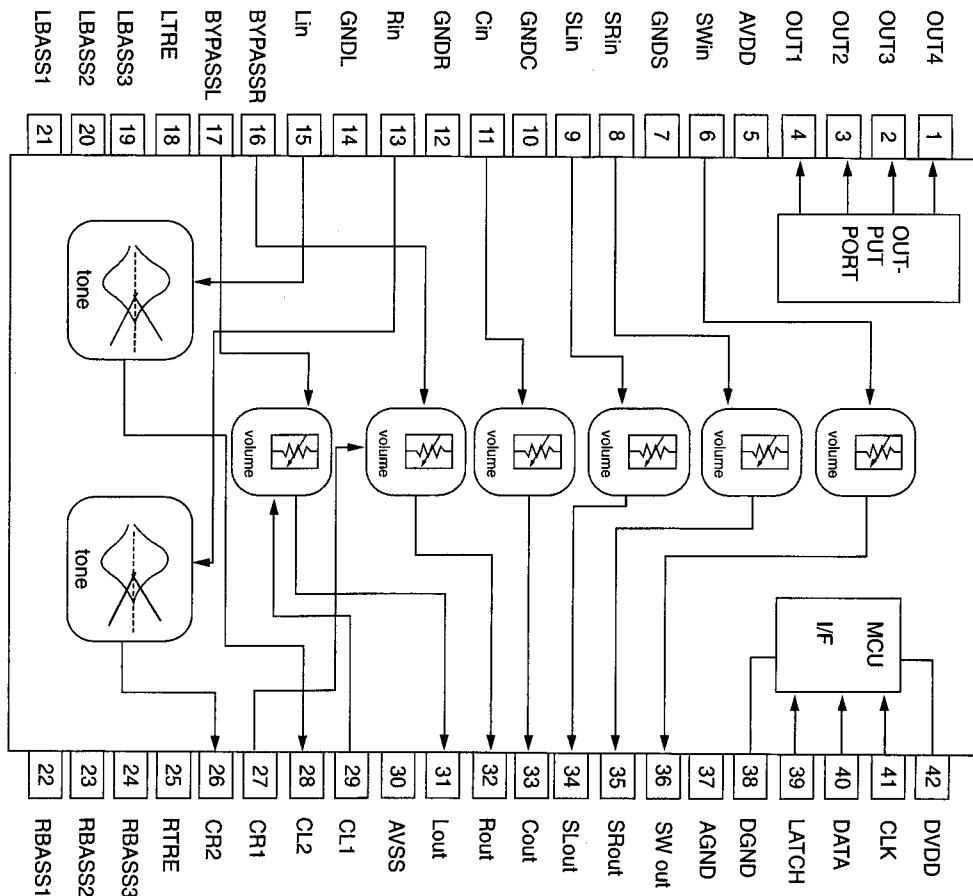 LBASS1
LBASS2
LBASS3
LTRE
BYPASSL
BYPASSR
Lin
GNDL
Rin
GNDR
Cin
GNDC
SLin
SRin
GNDS
SWin
AVDD
OUT1
OUT2
OUT3
OUT4
21
20
19
18
17
16
15
14
13
12
11
10
9
8
7
6
5
4
3
2
1
OUT-
PUT
PORT
tone
volume
volume
volume
volume
volume
volume
tone
MCU
I/F
22
23
24
25
26
27
28
29
30
31
32
33
34
35
36
37
38
39
40
41
42
RBASS1
RBASS2
RBASS3
RTRE
CR2
CR1
CL2
CL1
AVSS
Lout
Rout
Cout
SLout
SRout
SW out
AGND
DGND
LATCH
DATA
CLK
DVDD